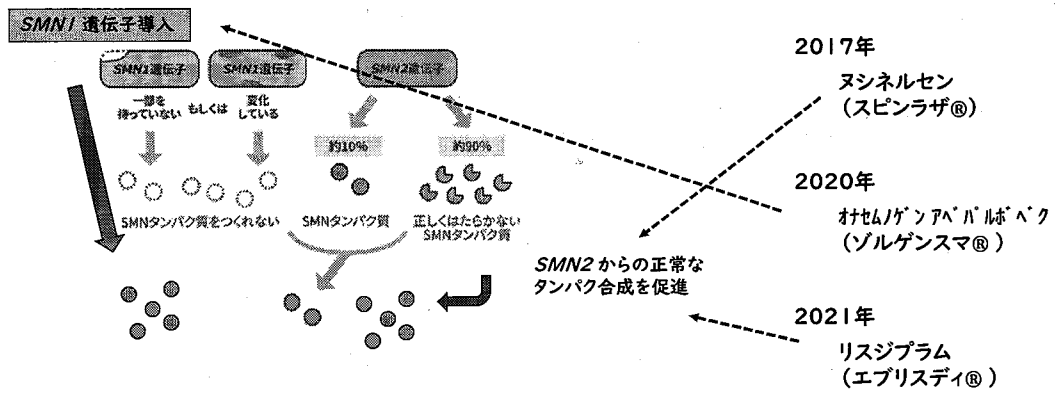 SMN1 遺伝子導入
SMN1遺伝子
SMN1遺伝子
SMN2遺伝子
一部を
持っていない
もしくは
変化
している
約10%
約90%
SMNタンパク質をつくれない
SMNタンパク質
正しくはたらかない
SMNタンパク質
SMN2 からの正常な
タンパク合成を促進
2017年
ヌシネルセン
(スピンラザ®)
2020年
オナセムノゲン アベパルボベク
(ゾルゲンスマ®)
2021年
リスジプラム
(エブリスディ®)